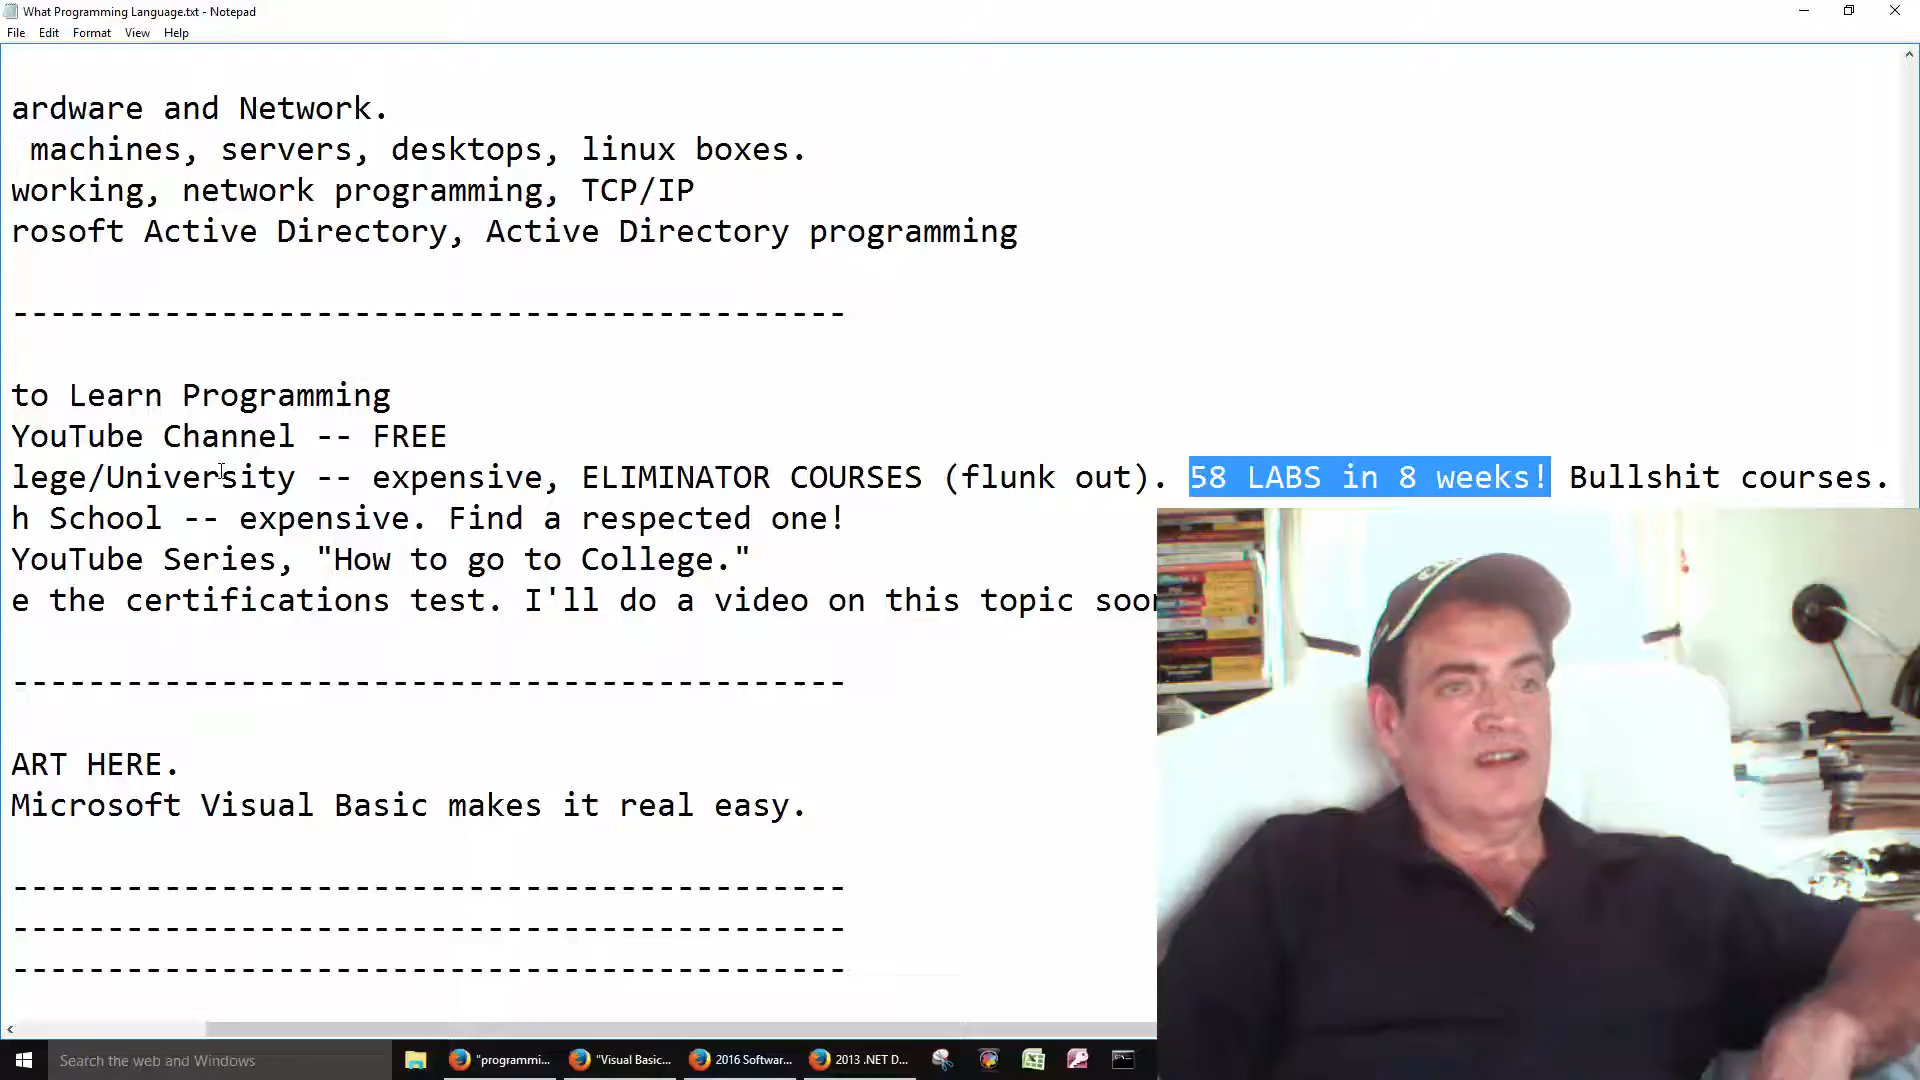 What Programming Language.txt - Notepad
File Edit Format View Help
ardware and Network.
machines, servers, desktops, linux boxes.
working, network programming, TCP/IP
rosoft Active Directory, Active Directory programming
--------------------------------------------
to Learn Programming
YouTube Channel -- FREE
lege/University -- expensive, ELIMINATOR COURSES (flunk out). 58 LABS in 8 weeks! Bullshit courses.
h School -- expensive. Find a respected one!
YouTube Series, "How to go to College."
e the certifications test. I'll do a video on this topic soon
--------------------------------------------
ART HERE.
Microsoft Visual Basic makes it real easy.
--------------------------------------------
--------------------------------------------
--------------------------------------------
Search the web and Windows "programmi... "Visual Basic... 2016 Softwar... 2013 .NET D...